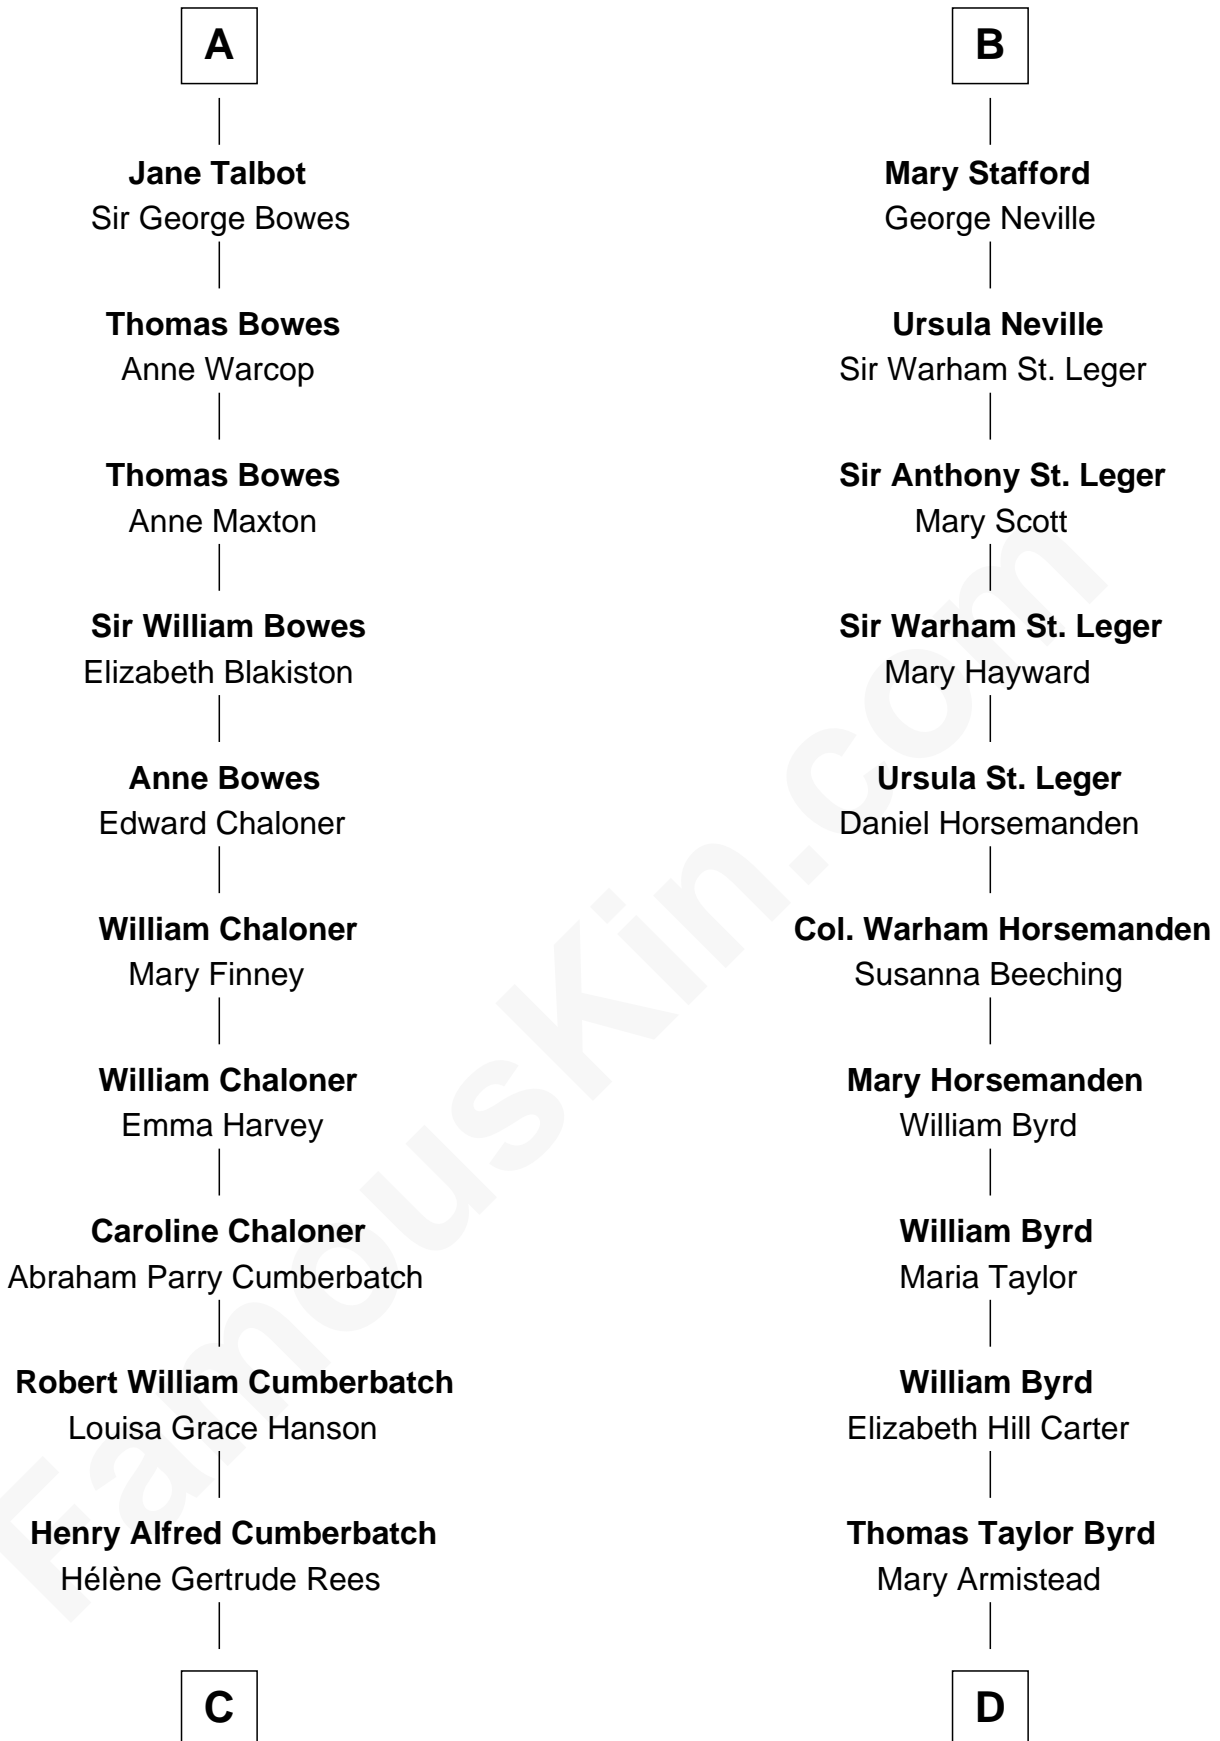 A
Jane Talbot
Sir George Bowes
Thomas Bowes
Anne Warcop
Thomas Bowes
Anne Maxton
Sir William Bowes
Elizabeth Blakiston
Anne Bowes
Edward Chaloner
William Chaloner
Mary Finney
William Chaloner
Emma Harvey
Caroline Chaloner
Abraham Parry Cumberbatch
Robert William Cumberbatch
Louisa Grace Hanson
Henry Alfred Cumberbatch
Hélène Gertrude Rees
C
B
Mary Stafford
George Neville
Ursula Neville
Sir Warham St. Leger
Sir Anthony St. Leger
Mary Scott
Sir Warham St. Leger
Mary Hayward
Ursula St. Leger
Daniel Horsemanden
Col. Warham Horsemanden
Susanna Beeching
Mary Horsemanden
William Byrd
William Byrd
Maria Taylor
William Byrd
Elizabeth Hill Carter
Thomas Taylor Byrd
Mary Armistead
D
FamousKin.com